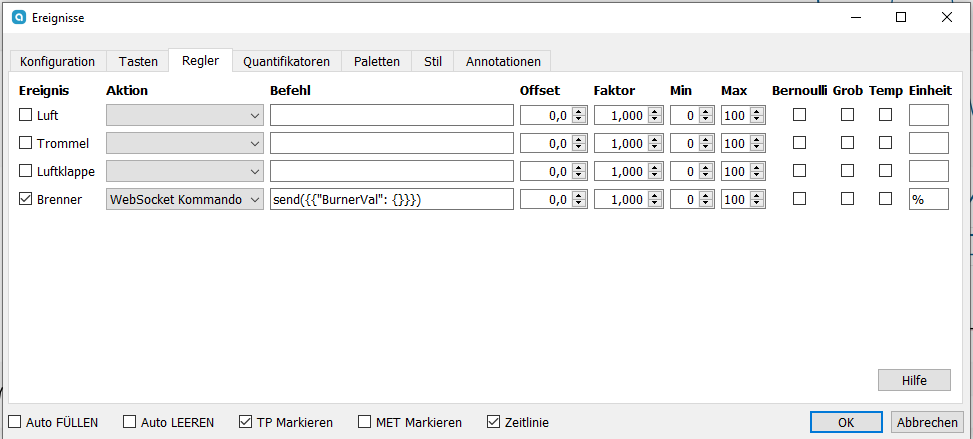 Ereignisse
Konfiguration Tasten Regler Quantifikatoren Paletten Stil Annotationen
Ereignis Aktion Befehl Offset Faktor Min Max Bernoulli Grob Temp Einheit
Luft 0,0 1,000 0 100
Trommel 0,0 1,000 0 100
Luftklappe 0,0 1,000 0 100
Brenner WebSocket Kommando send({{"BurnerVal": {}}}) 0,0 1,000 0 100 %
Hilfe
Auto FÜLLEN Auto LEEREN TP Markieren MET Markieren Zeitlinie OK Abbrechen